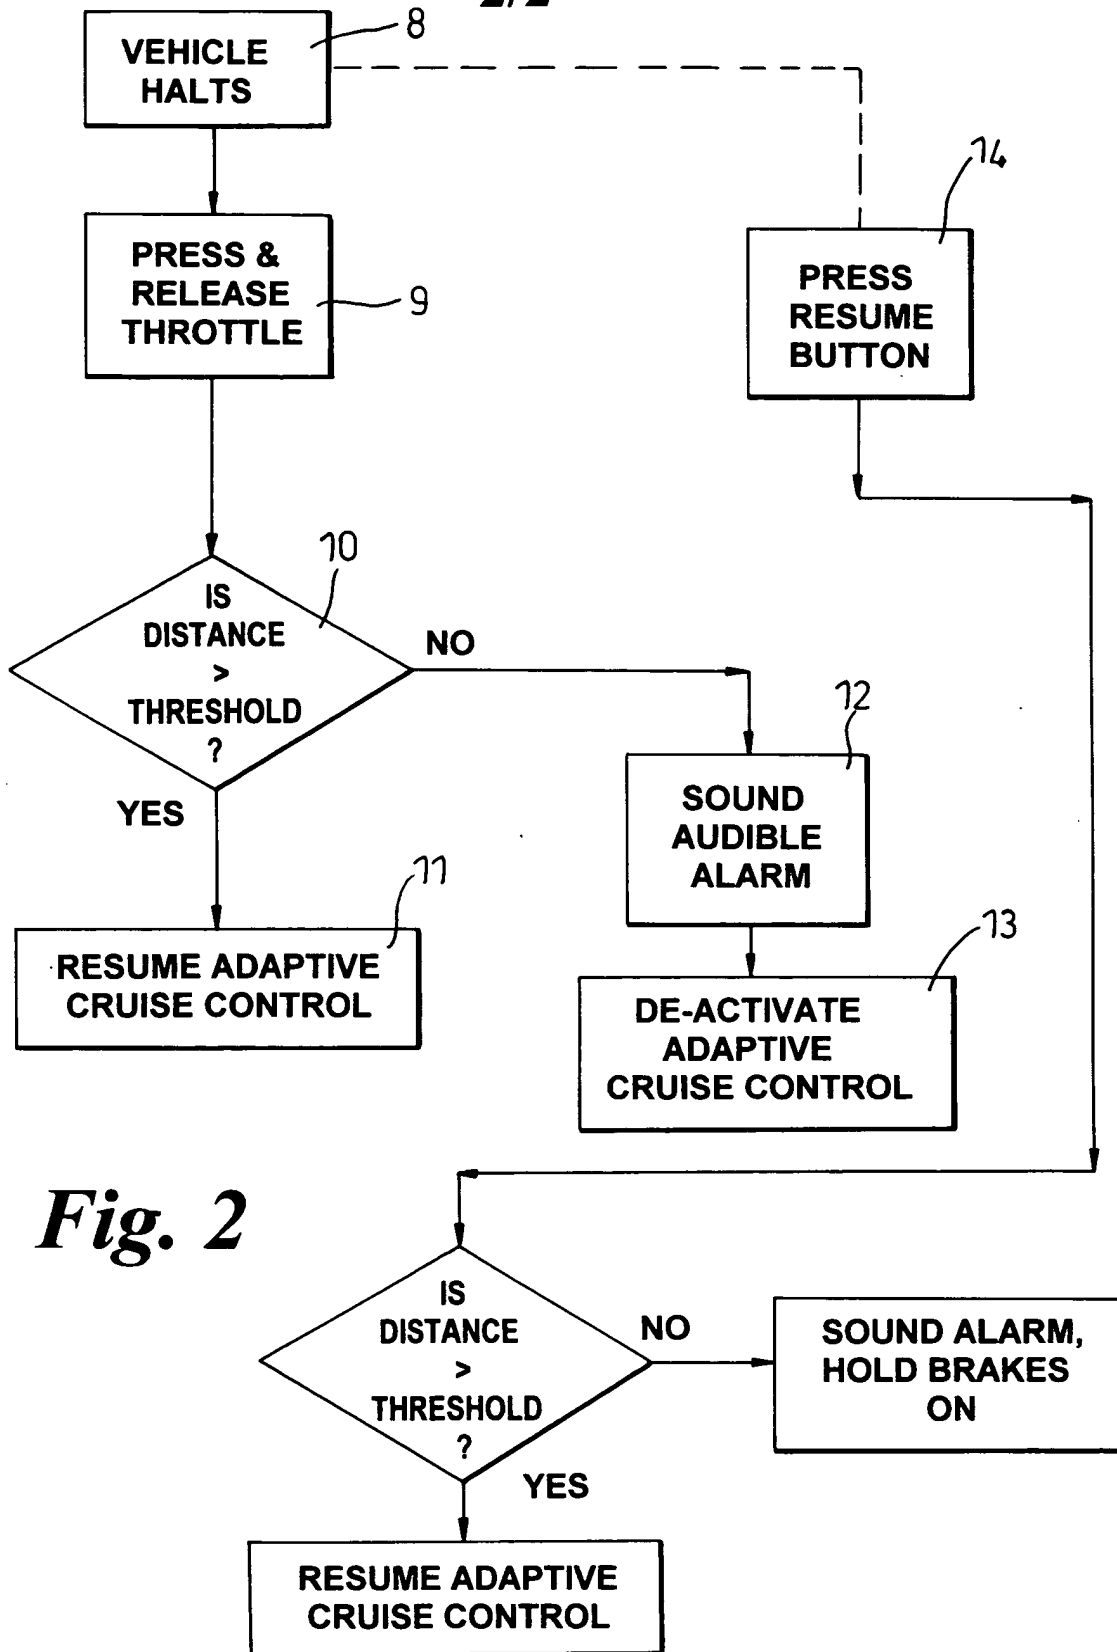 2/2
VEHICLE
HALTS
8
PRESS &
RELEASE
THROTTLE
9
14
PRESS
RESUME
BUTTON
10
IS
DISTANCE
>
THRESHOLD
?
NO
YES
12
SOUND
AUDIBLE
ALARM
11
RESUME ADAPTIVE
CRUISE CONTROL
13
DE-ACTIVATE
ADAPTIVE
CRUISE CONTROL
Fig. 2
IS
DISTANCE
>
THRESHOLD
?
NO
YES
SOUND ALARM,
HOLD BRAKES
ON
RESUME ADAPTIVE
CRUISE CONTROL